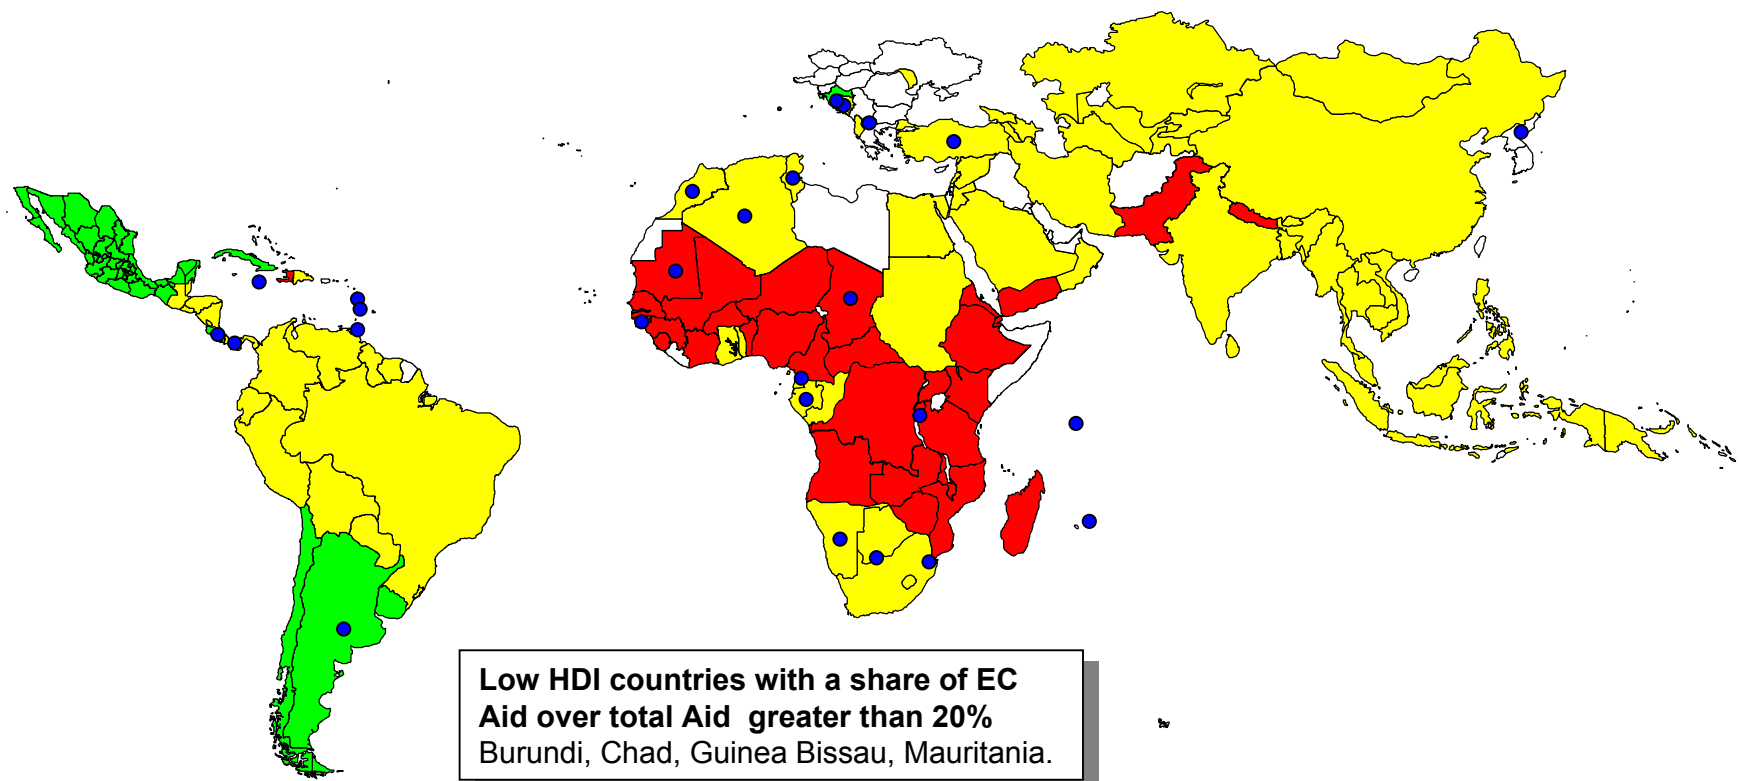 Low HDI countries with a share of EC
Aid over total Aid greater than 20%
Burundi, Chad, Guinea Bissau, Mauritania.